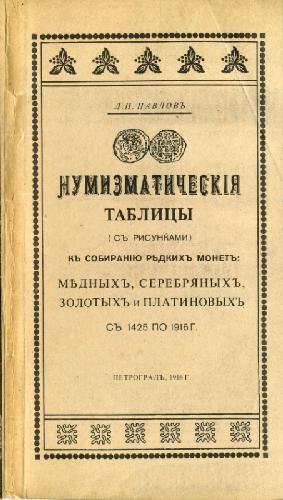 Л.П. ПАВЛОВЪ
НУМИЗМАТИЧЕСКІЯ
ТАБЛИЦЫ
(СЪ РИСУНКАМИ)
КЪ СОБИРАНІЮ РѢДКИХЪ МОНЕТЪ:
МѢДНЫХЪ, СЕРЕБРЯНЫХЪ,
ЗОЛОТЫХЪ и ПЛАТИНОВЫХЪ
СЪ 1425 ПО 1916 Г.
ПЕТРОГРАДЪ, 1916 Г.